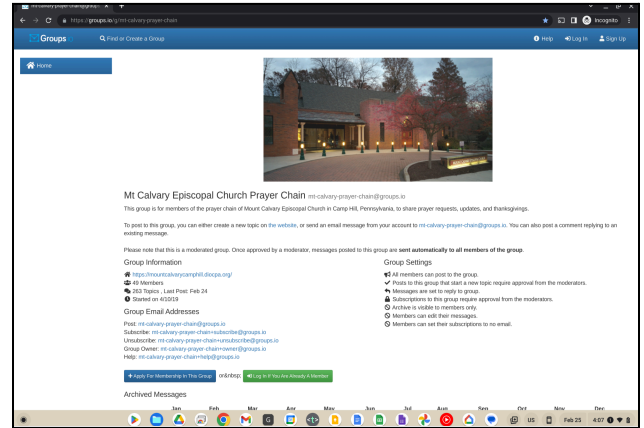 mt-calvary-prayer-chain@group
https://groups.io/g/mt-calvary-prayer-chain
Incognito
Groups.io
Find or Create a Group
Help
Log In
Sign Up
Home
Mt Calvary Episcopal Church Prayer Chain mt-calvary-prayer-chain@groups.io
This group is for members of the prayer chain of Mount Calvary Episcopal Church in Camp Hill, Pennsylvania, to share prayer requests, updates, and thanksgivings.
To post to this group, you can either create a new topic on the website, or send an email message from your account to mt-calvary-prayer-chain@groups.io. You can also post a comment replying to an
existing message.
Please note that this is a moderated group. Once approved by a moderator, messages posted to this group are sent automatically to all members of the group.
Group Information
https://mountcalvarycamphill.diocpa.org/
49 Members
263 Topics , Last Post: Feb 24
Started on 4/10/19
Group Email Addresses
Post: mt-calvary-prayer-chain@groups.io
Subscribe: mt-calvary-prayer-chain+subscribe@groups.io
Unsubscribe: mt-calvary-prayer-chain+unsubscribe@groups.io
Group Owner: mt-calvary-prayer-chain+owner@groups.io
Help: mt-calvary-prayer-chain+help@groups.io
Group Settings
All members can post to the group.
Posts to this group that start a new topic require approval from the moderators.
Messages are set to reply to group.
Subscriptions to this group require approval from the moderators.
Archive is visible to members only.
Members can edit their messages.
Members can set their subscriptions to no email.
+ Apply For Membership In This Group or&nbsp; Log In If You Are Already A Member
Archived Messages
Jan Feb Mar Apr May Jun Jul Aug Sep Oct Nov Dec
US Feb 25 4:07